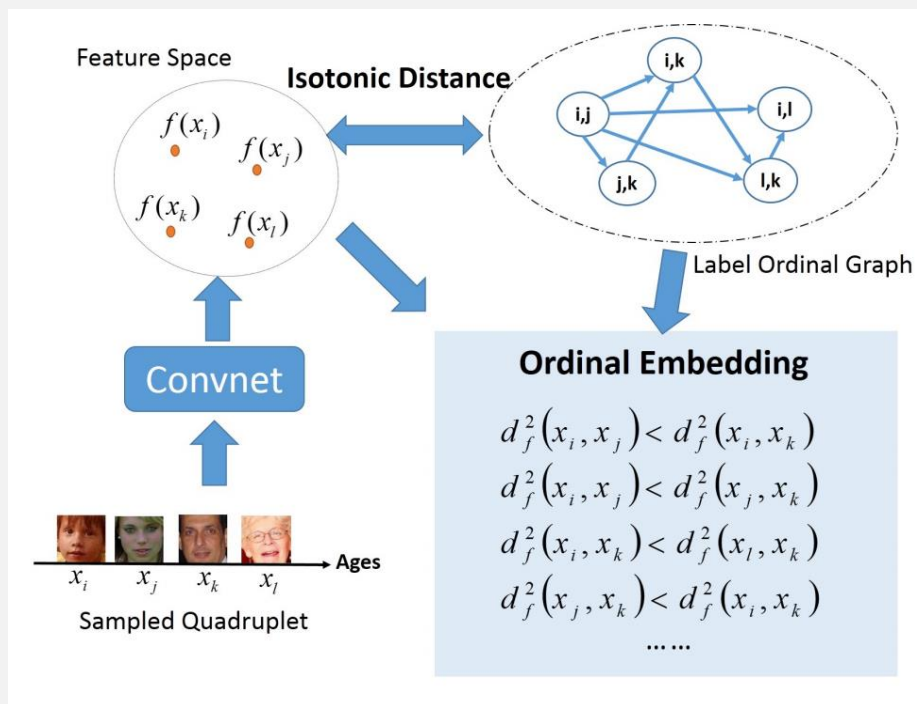 Feature Space
Isotonic Distance
f(x_i)
f(x_j)
f(x_k)
f(x_l)
i,k
i,j
i,l
j,k
l,k
Label Ordinal Graph
Convnet
Ages
x_i x_j x_k x_l
Sampled Quadruplet
Ordinal Embedding
d_f^2(x_i, x_j) < d_f^2(x_i, x_k)
d_f^2(x_i, x_j) < d_f^2(x_j, x_k)
d_f^2(x_i, x_k) < d_f^2(x_l, x_k)
d_f^2(x_j, x_k) < d_f^2(x_i, x_k)
... ...